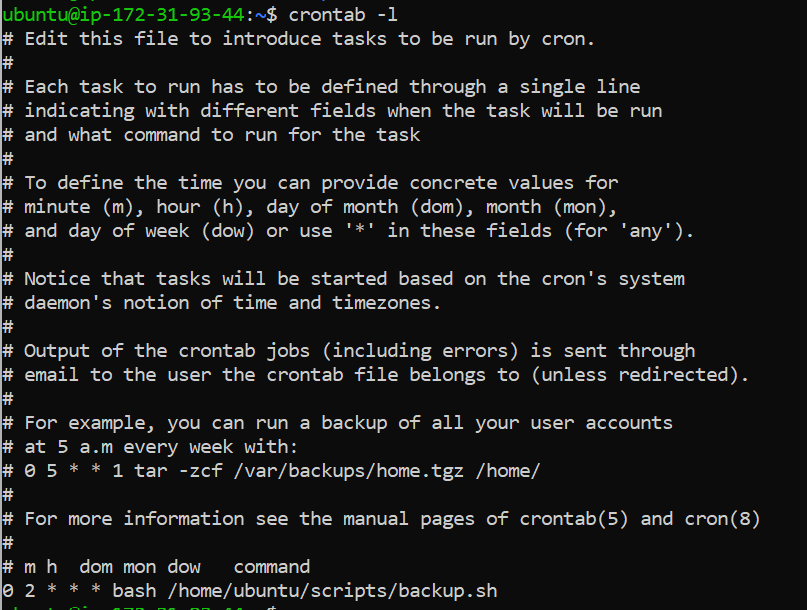 ubuntu@ip-172-31-93-44:~$ crontab -l
# Edit this file to introduce tasks to be run by cron.
#
# Each task to run has to be defined through a single line
# indicating with different fields when the task will be run
# and what command to run for the task
#
# To define the time you can provide concrete values for
# minute (m), hour (h), day of month (dom), month (mon),
# and day of week (dow) or use '*' in these fields (for 'any').
#
# Notice that tasks will be started based on the cron's system
# daemon's notion of time and timezones.
#
# Output of the crontab jobs (including errors) is sent through
# email to the user the crontab file belongs to (unless redirected).
#
# For example, you can run a backup of all your user accounts
# at 5 a.m every week with:
# 0 5 * * 1 tar -zcf /var/backups/home.tgz /home/
#
# For more information see the manual pages of crontab(5) and cron(8)
#
# m h  dom mon dow   command
0 2 * * * bash /home/ubuntu/scripts/backup.sh